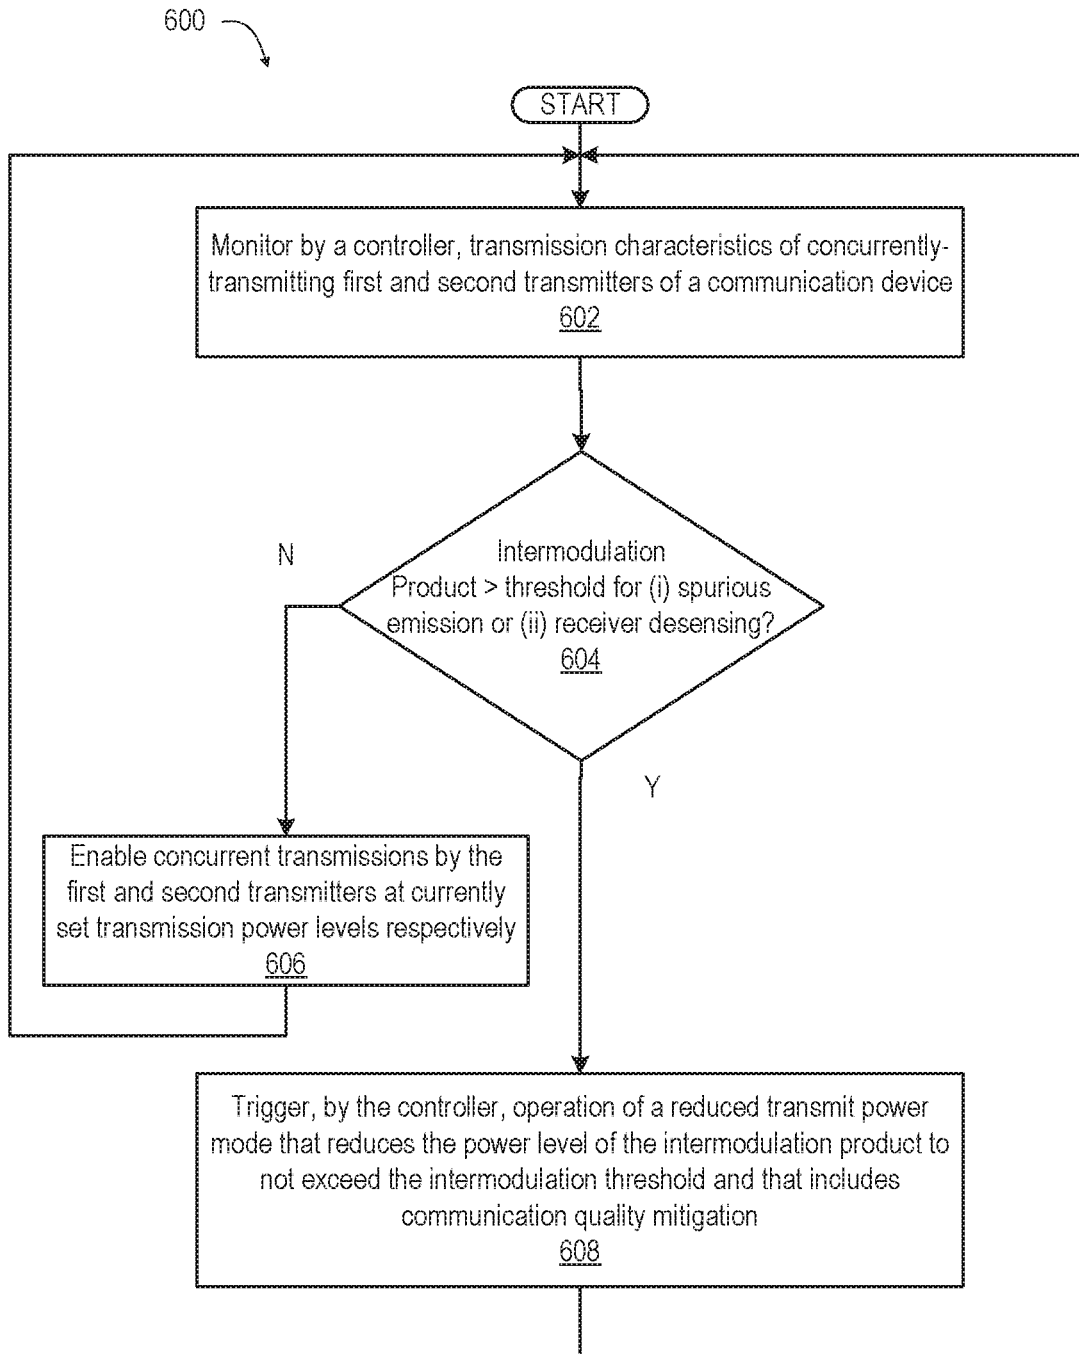 600
START
Monitor by a controller, transmission characteristics of concurrently-
transmitting first and second transmitters of a communication device
602
N
Intermodulation
Product > threshold for (i) spurious
emission or (ii) receiver desensing?
604
Y
Enable concurrent transmissions by the
first and second transmitters at currently
set transmission power levels respectively
606
Trigger, by the controller, operation of a reduced transmit power
mode that reduces the power level of the intermodulation product to
not exceed the intermodulation threshold and that includes
communication quality mitigation
608